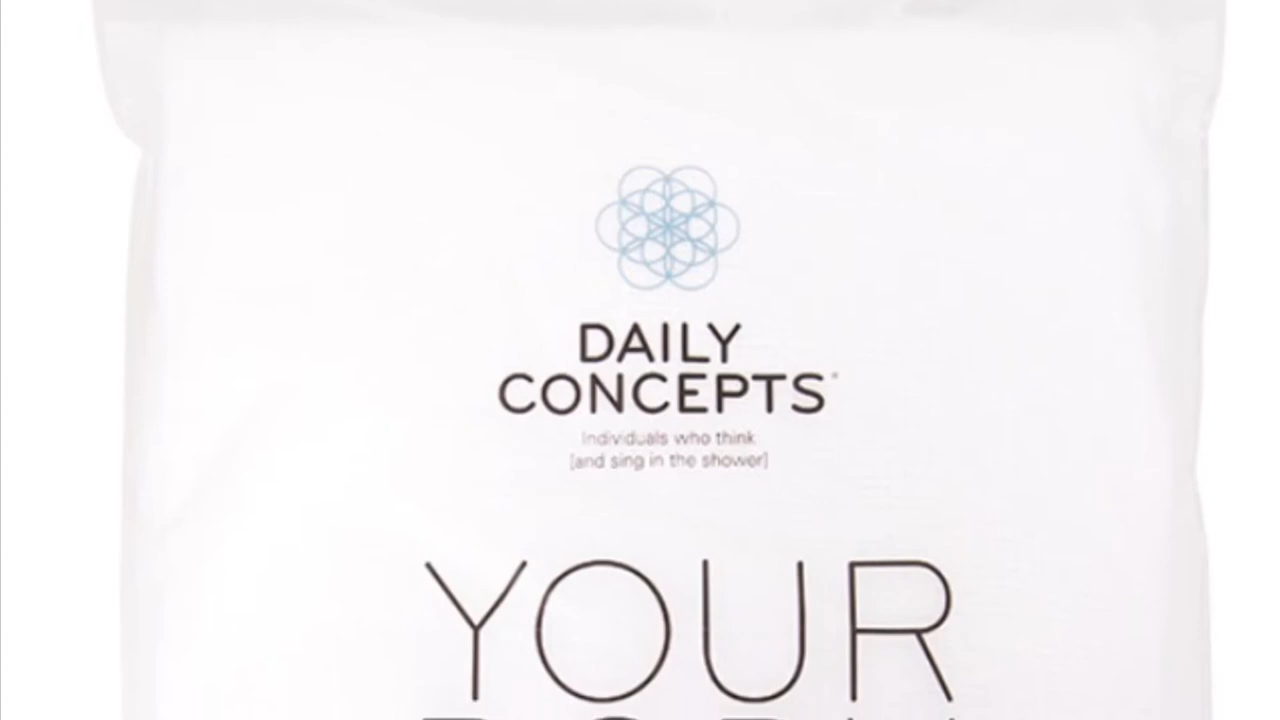 DAILY
CONCEPTS
Individuals who think
[and sing in the shower]
YOUR